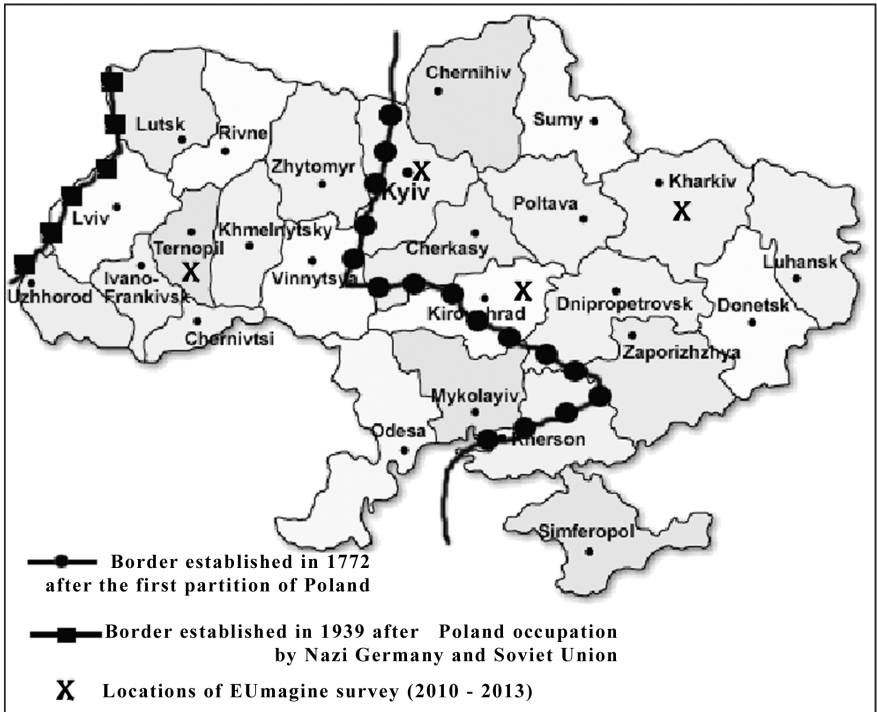 Chernihiv
Sumy
Lutsk
Rivne
Zhytomyr
X
Kyiv
Kharkiv
X
Lviv
Poltava
Khmelnytsky
Ternopil
X
Cherkasy
Luhansk
Vinnytsya
Ivano-
Frankivsk
Uzhhorod
X
Dnipropetrovsk
Donetsk
Chernivtsi
Zaporizhzhya
Mykolayiv
Odesa
Kherson
Simferopol
Border established in 1772
after the first partition of Poland
Border established in 1939 after Poland occupation
by Nazi Germany and Soviet Union
X Locations of EUmagine survey (2010 - 2013)